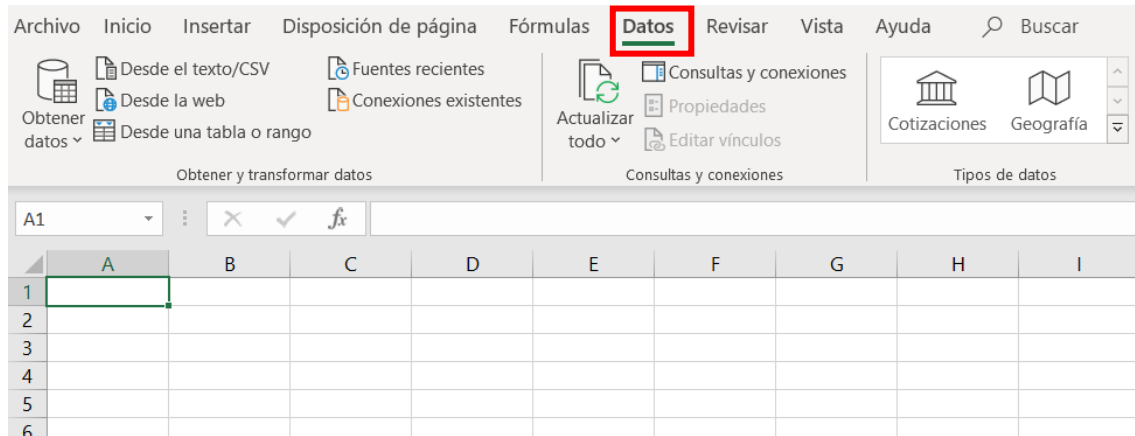 Archivo Inicio Insertar Disposición de página Fórmulas Datos Revisar Vista Ayuda Buscar
Obtener datos
Desde el texto/CSV
Desde la web
Desde una tabla o rango
Fuentes recientes
Conexiones existentes
Obtener y transformar datos
Actualizar todo
Consultas y conexiones
Propiedades
Editar vínculos
Consultas y conexiones
Cotizaciones
Geografía
Tipos de datos
A1 fx
A B C D E F G H I
1
2
3
4
5
6